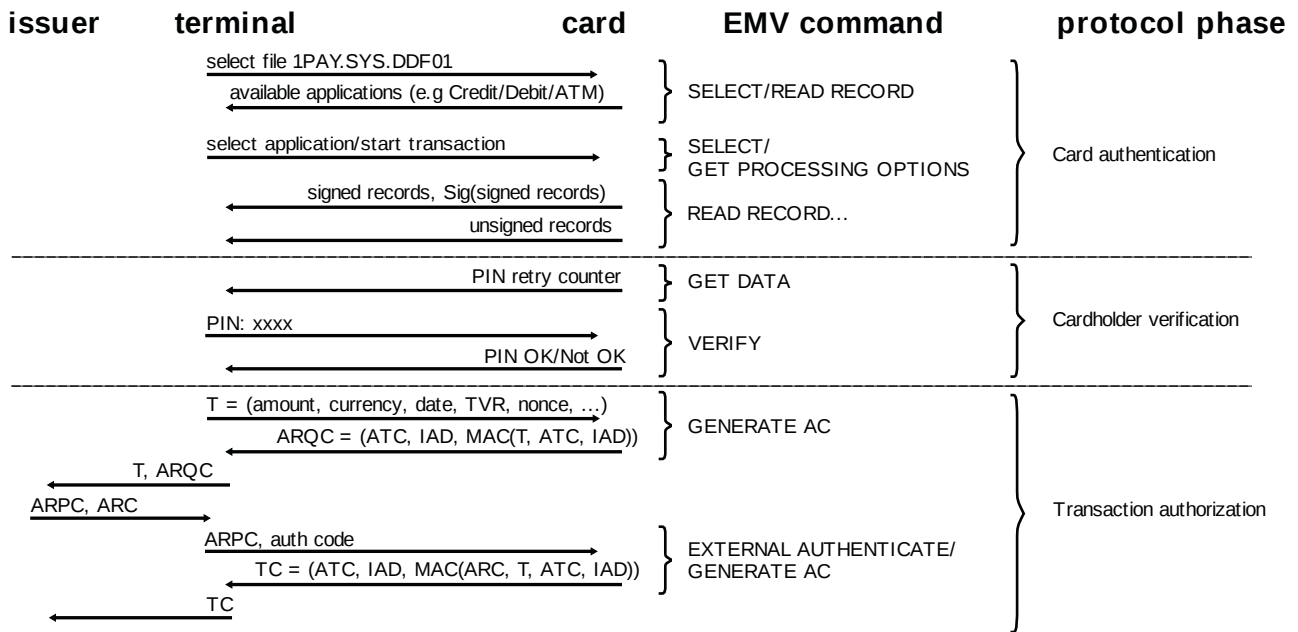 issuer terminal card EMV command protocol phase
select file 1PAY.SYS.DDF01
available applications (e.g Credit/Debit/ATM)
SELECT/READ RECORD
select application/start transaction
SELECT/
GET PROCESSING OPTIONS
Card authentication
signed records, Sig(signed records)
unsigned records
READ RECORD...
PIN retry counter
GET DATA
PIN: xxxx
PIN OK/Not OK
VERIFY
Cardholder verification
T = (amount, currency, date, TVR, nonce, ...)
ARQC = (ATC, IAD, MAC(T, ATC, IAD))
GENERATE AC
T, ARQC
ARPC, ARC
Transaction authorization
ARPC, auth code
TC = (ATC, IAD, MAC(ARC, T, ATC, IAD))
EXTERNAL AUTHENTICATE/
GENERATE AC
TC